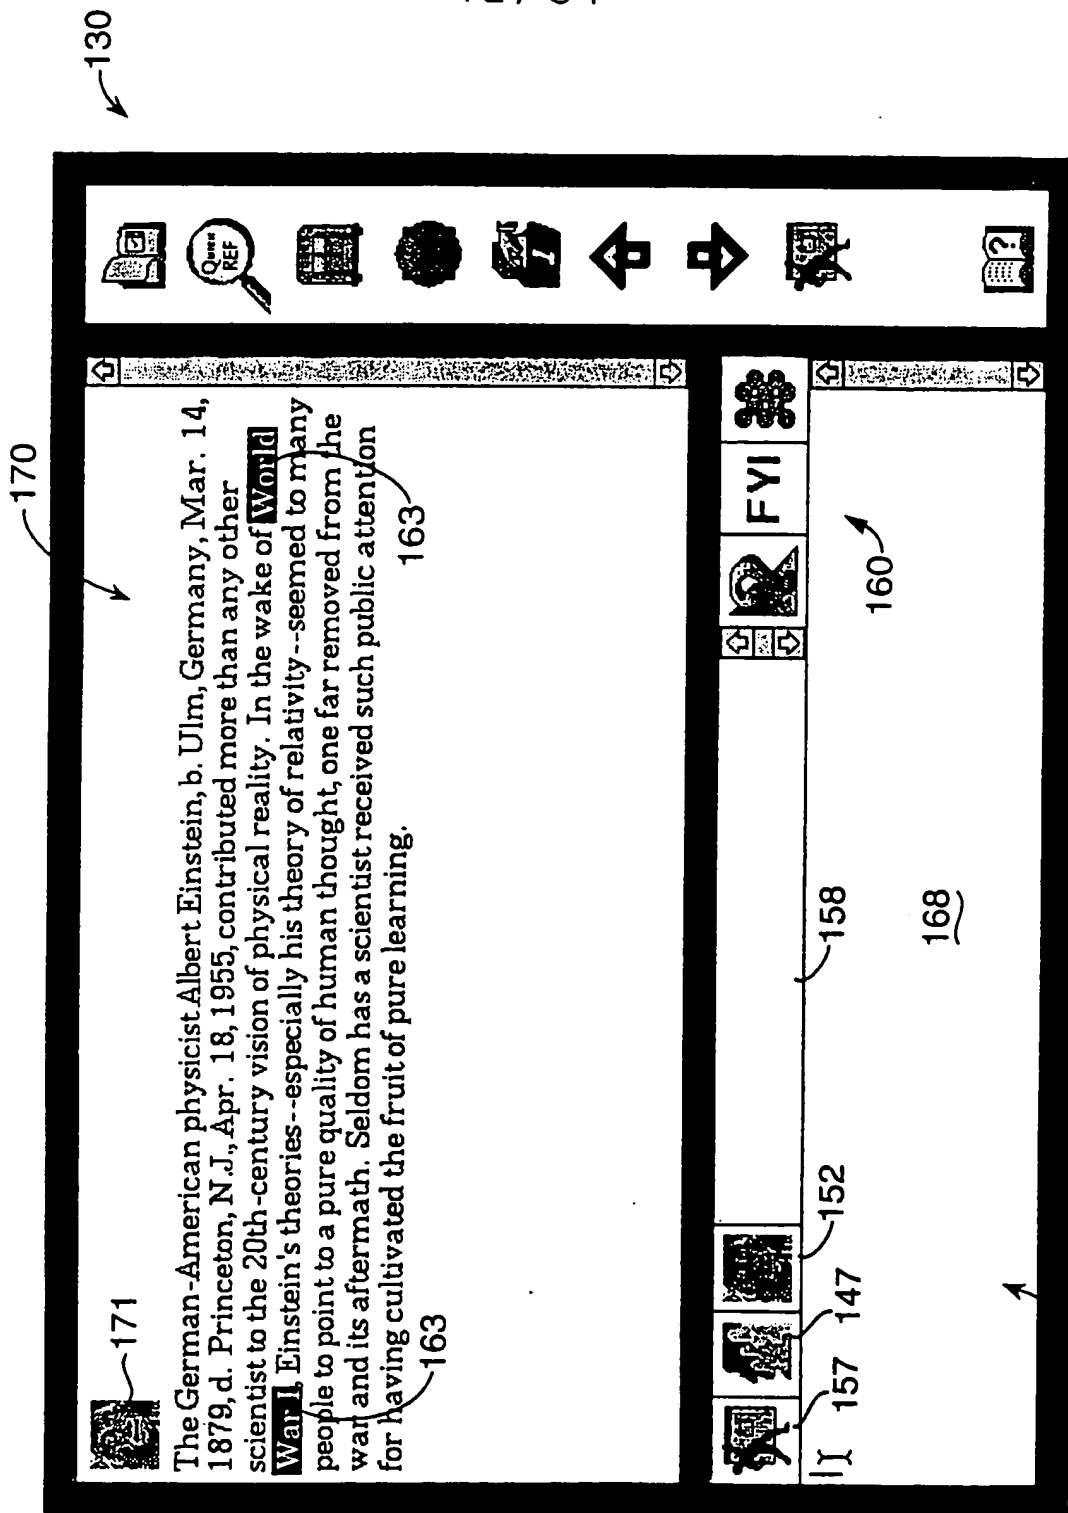 130
170
171
The German-American physicist Albert Einstein, b. Ulm, Germany, Mar. 14,
1879, d. Princeton, N.J., Apr. 18, 1955, contributed more than any other
scientist to the 20th-century vision of physical reality. In the wake of World
War I, Einstein's theories--especially his theory of relativity--seemed to many
people to point to a pure quality of human thought, one far removed from the
war and its aftermath. Seldom has a scientist received such public attention
for having cultivated the fruit of pure learning.
163
163
QUICK
REF
?
FYI
157
147
152
158
160
168